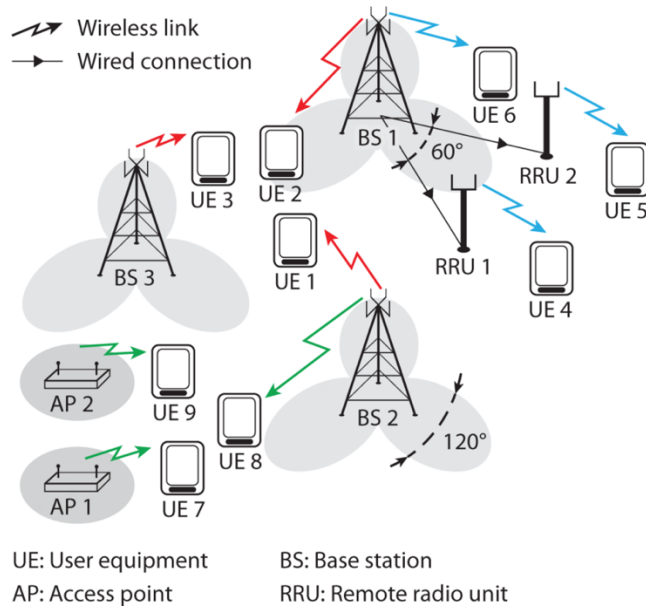 Wireless link
Wired connection
UE 6
BS 1
60°
RRU 2
UE 3
UE 2
UE 5
BS 3
UE 1
RRU 1
UE 4
AP 2
UE 9
UE 8
BS 2
120°
AP 1
UE 7
UE: User equipment BS: Base station
AP: Access point RRU: Remote radio unit